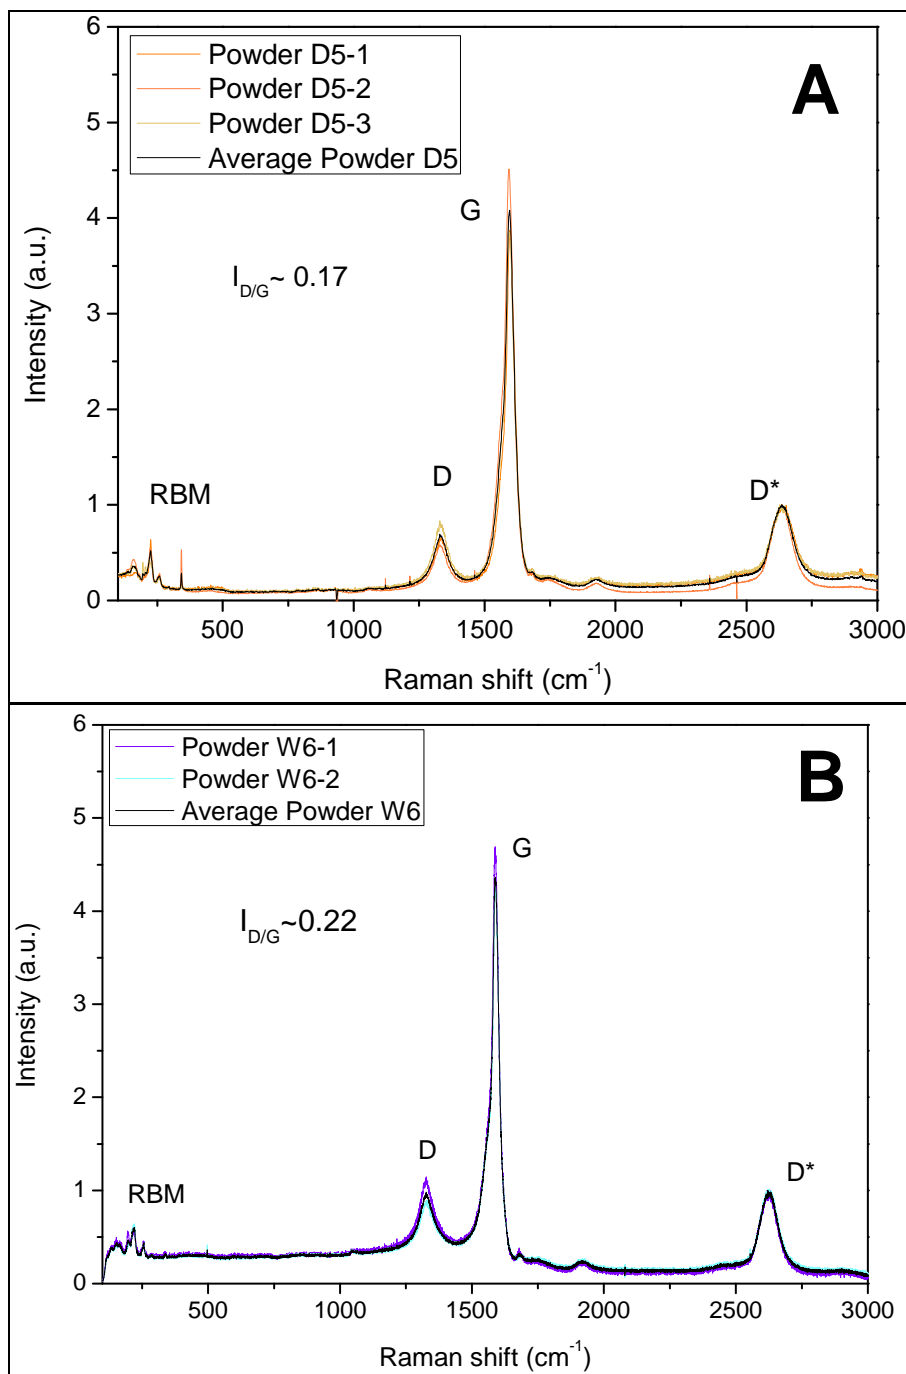 6
Powder D5-1
Powder D5-2
Powder D5-3
Average Powder D5
A
5
G
4
I_{D/G}~ 0.17
3
2
D
D*
RBM
1
0
500 1000 1500 2000 2500 3000
Intensity (a.u.)
Raman shift (cm^{-1})
6
Powder W6-1
Powder W6-2
Average Powder W6
B
5
G
4
I_{D/G}~0.22
3
2
D
D*
RBM
1
0
500 1000 1500 2000 2500 3000
Intensity (a.u.)
Raman shift (cm^{-1})